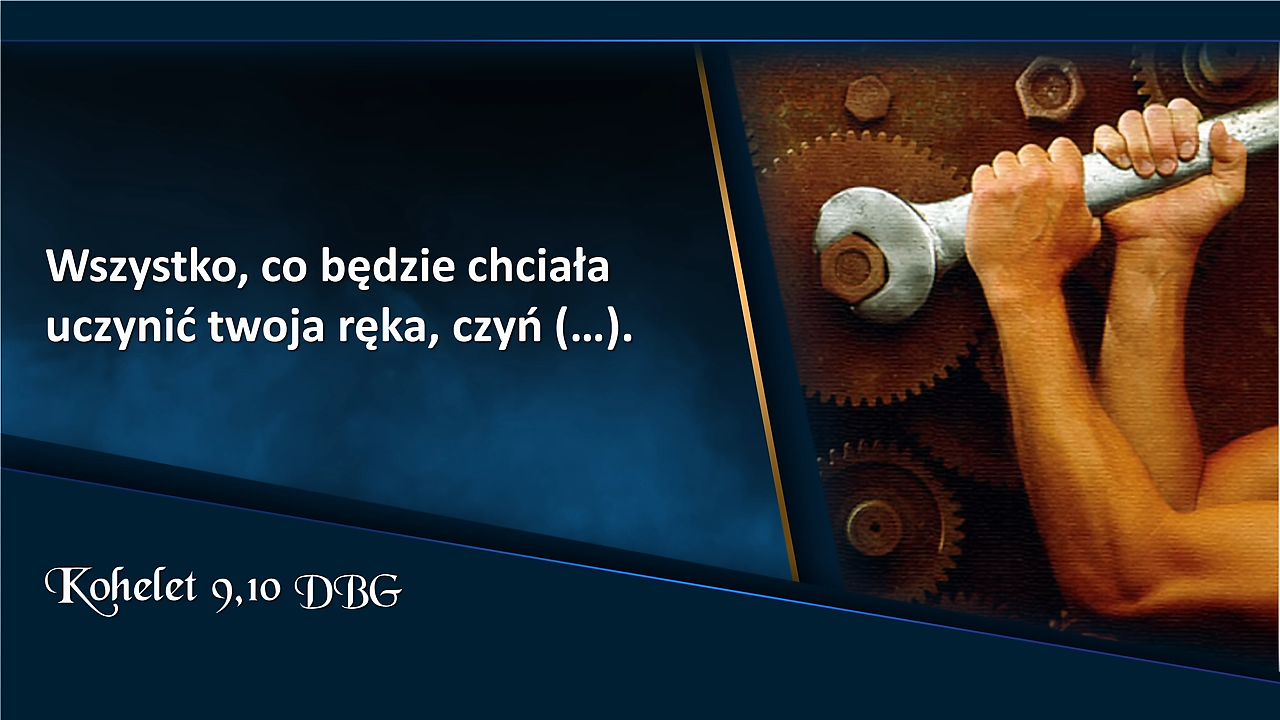 Wszystko, co będzie chciała
uczynić twoja ręka, czyń (...).
Kohelet 9,10 DBG